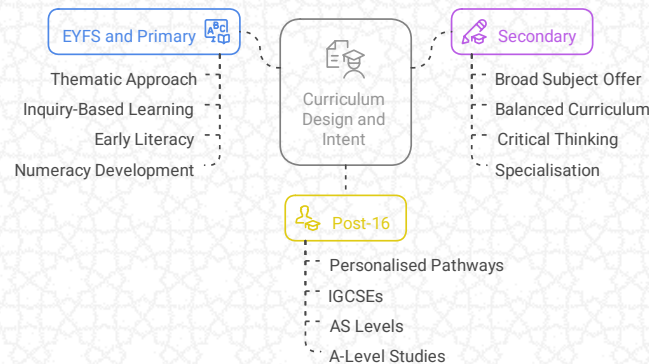 EYFS and Primary
ABC
Thematic Approach
Inquiry-Based Learning
Early Literacy
Numeracy Development
Curriculum
Design and
Intent
Secondary
Broad Subject Offer
Balanced Curriculum
Critical Thinking
Specialisation
Post-16
Personalised Pathways
IGCSEs
AS Levels
A-Level Studies